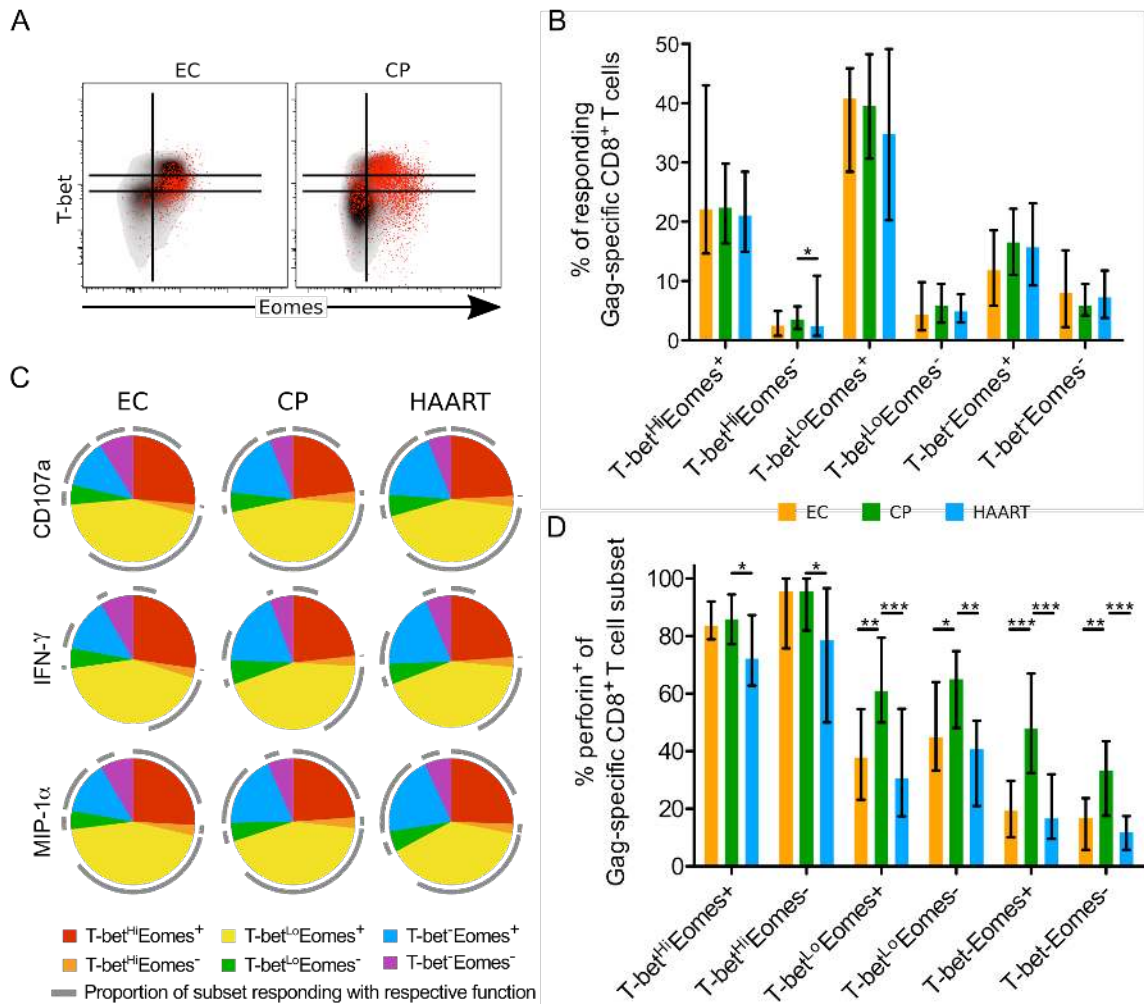 A
EC
CP
T-bet
Eomes
B
% of responding
Gag-specific CD8⁺ T cells
50
40
30
20
10
0
*
T-betᴴⁱEomes⁺
T-betᴴⁱEomes⁻
T-betᴸᵒEomes⁺
T-betᴸᵒEomes⁻
T-bet⁻Eomes⁺
T-bet⁻Eomes⁻
EC
CP
HAART
C
EC
CP
HAART
CD107a
IFN-γ
MIP-1α
T-betᴴⁱEomes⁺
T-betᴸᵒEomes⁺
T-bet⁻Eomes⁺
T-betᴴⁱEomes⁻
T-betᴸᵒEomes⁻
T-bet⁻Eomes⁻
Proportion of subset responding with respective function
D
% perforin⁺ of
Gag-specific CD8⁺ T cell subset
100
80
60
40
20
0
*
*
**
***
*
**
***
***
**
***
T-betᴴⁱEomes+
T-betᴴⁱEomes-
T-betᴸᵒEomes+
T-betᴸᵒEomes-
T-bet-Eomes+
T-bet-Eomes-